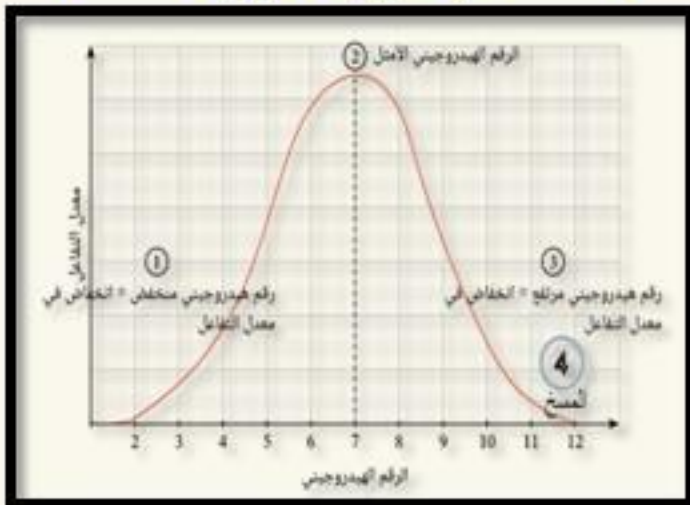 ② الرقم الهيدروجيني الأمثل
معدل التفاعل
①
رقم هيدروجيني منخفض = انخفاض في
معدل التفاعل
③
رقم هيدروجيني مرتفع = انخفاض في
معدل التفاعل
4
المسخ
2 3 4 5 6 7 8 9 10 11 12
الرقم الهيدروجيني